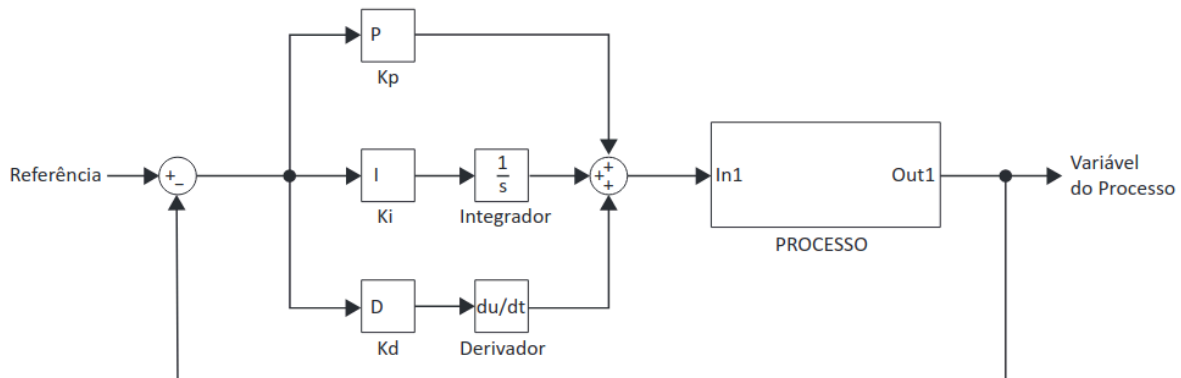 P
Kp
Referência
+
−
I
Ki
1
s
Integrador
+
+
+
In1
Out1
PROCESSO
Variável
do Processo
D
Kd
du/dt
Derivador